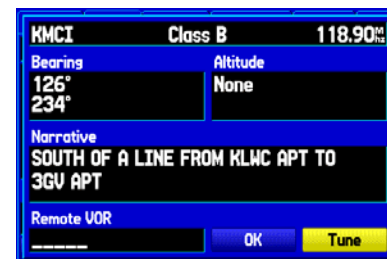 KMCI Class B 118.90MHz
Bearing Altitude
126° None
234°
Narrative
SOUTH OF A LINE FROM KLWC APT TO
3GV APT
Remote VOR
_____ OK Tune